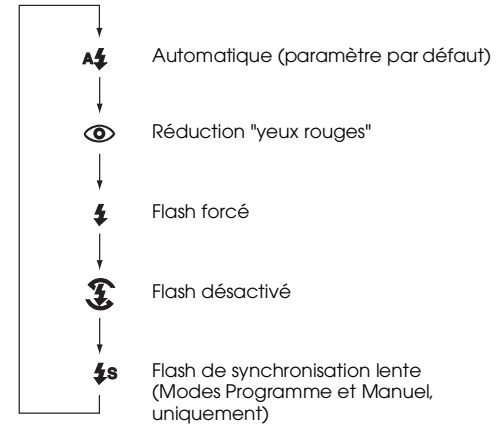 A Automatique (paramètre par défaut)
Réduction "yeux rouges"
Flash forcé
Flash désactivé
S Flash de synchronisation lente
(Modes Programme et Manuel,
uniquement)